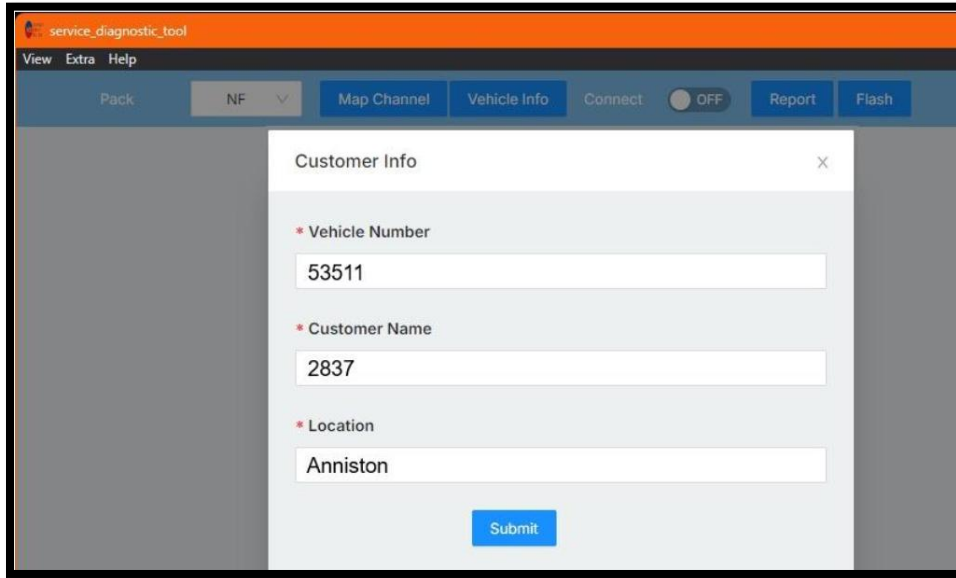 service_diagnostic_tool
View Extra Help
Pack NF Map Channel Vehicle Info Connect OFF Report Flash
Customer Info
* Vehicle Number
53511
* Customer Name
2837
* Location
Anniston
Submit